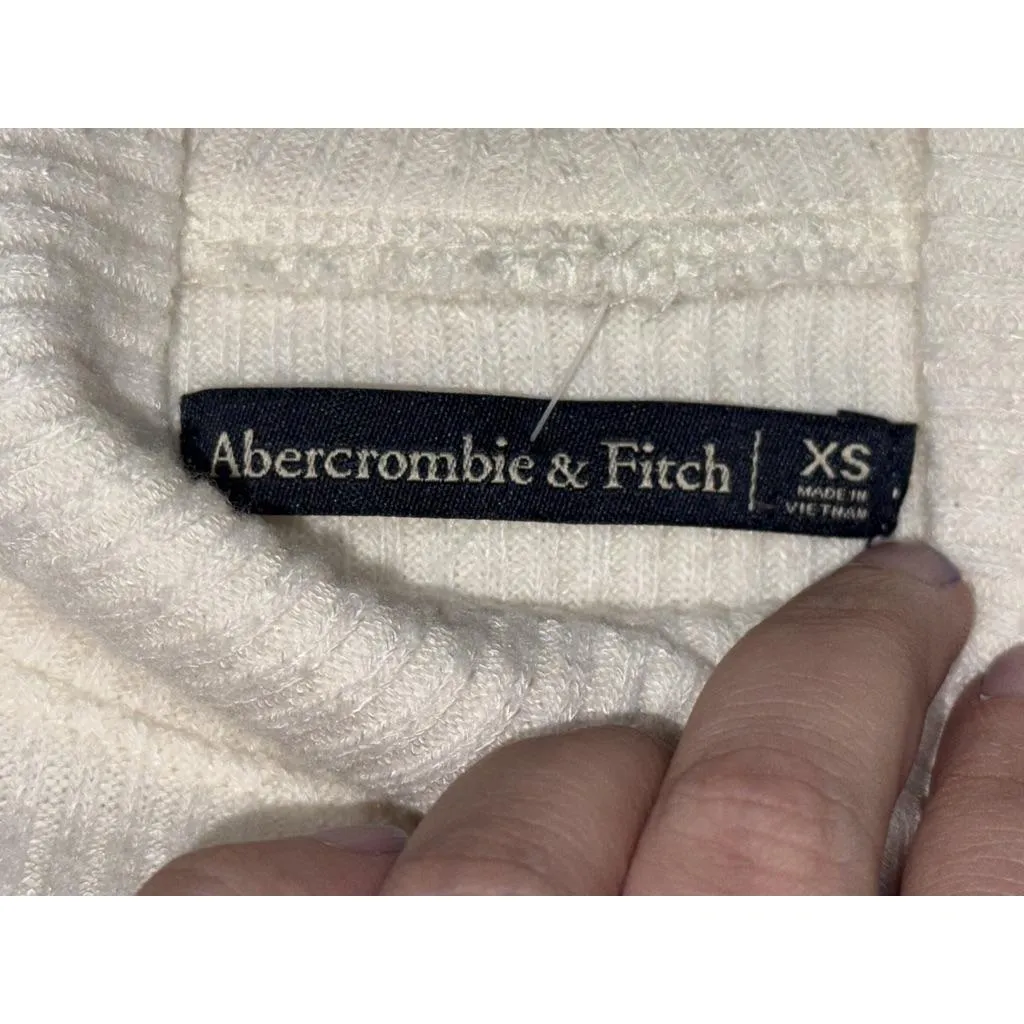 Abercrombie & Fitch
XS
MADE IN
VIETNAM